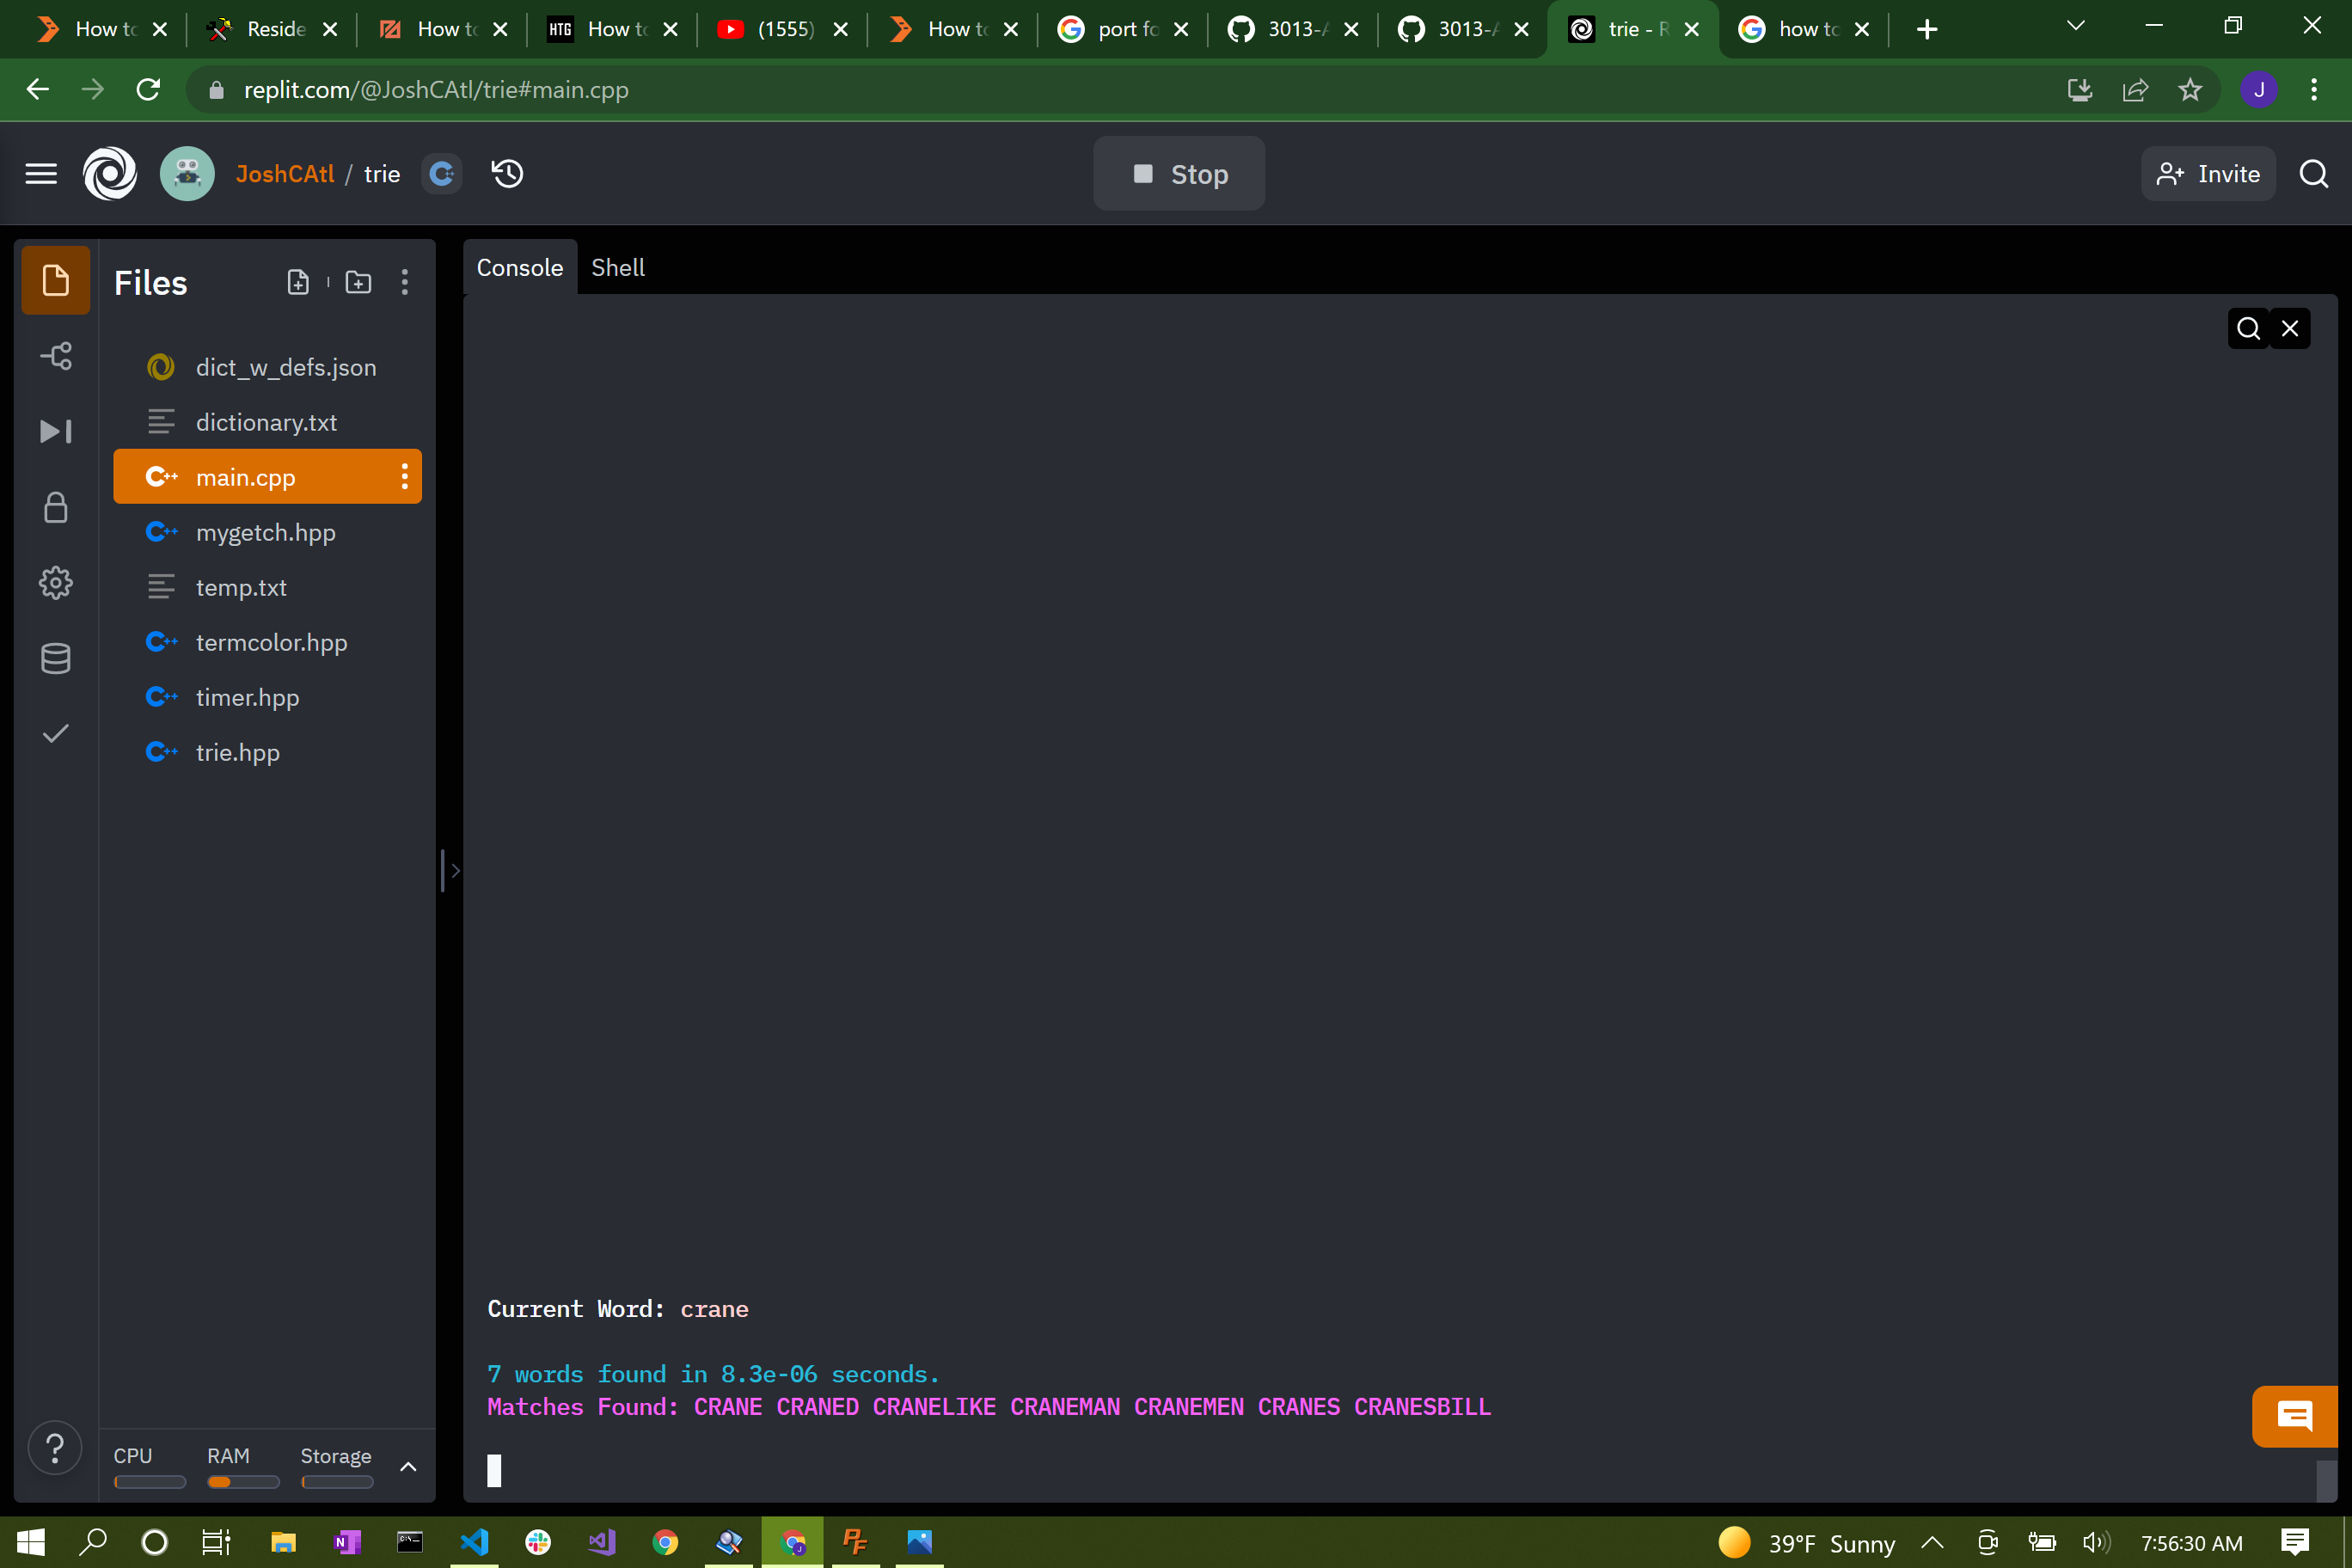 How to
Reside
How to
HTG How to
(1555)
How to
port fo
3013-A
3013-A
trie - R
how to
replit.com/@JoshCAtl/trie#main.cpp
J
JoshCAtl / trie
Stop
Invite
Files
Console
Shell
dict_w_defs.json
dictionary.txt
main.cpp
mygetch.hpp
temp.txt
termcolor.hpp
timer.hpp
trie.hpp
Current Word: crane
7 words found in 8.3e-06 seconds.
Matches Found: CRANE CRANED CRANELIKE CRANEMAN CRANEMEN CRANES CRANESBILL
CPU RAM Storage
39°F Sunny
7:56:30 AM